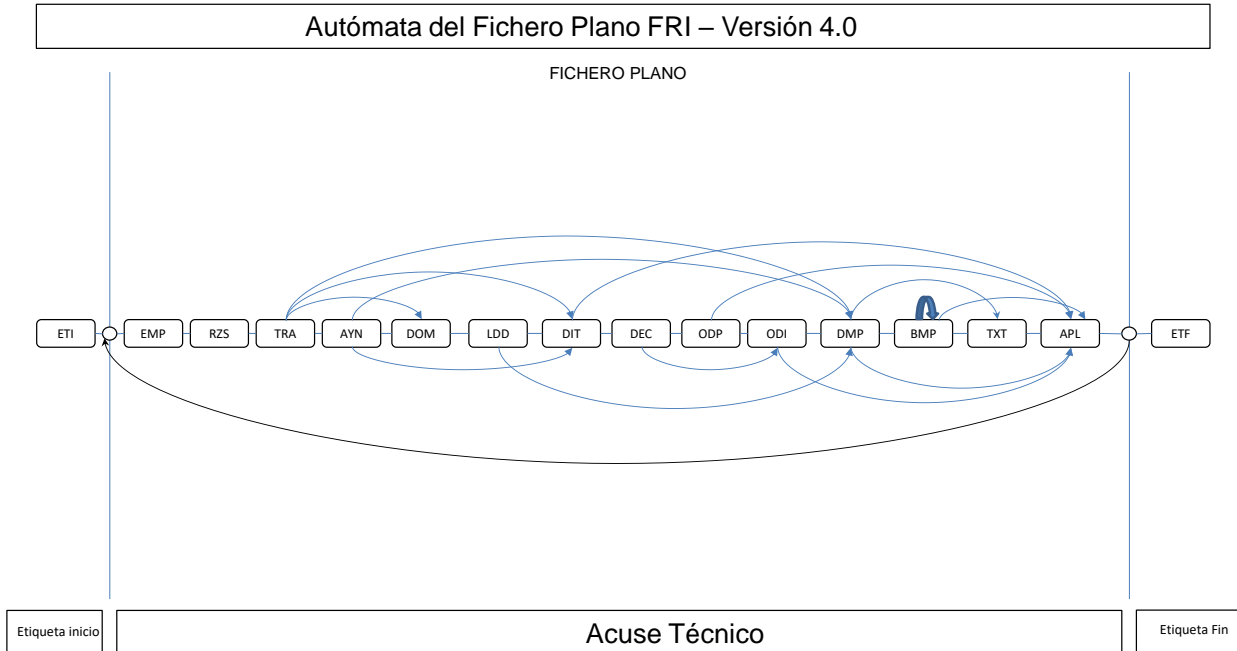 Autómata del Fichero Plano FRI – Versión 4.0
FICHERO PLANO
ETI
EMP
RZS
TRA
AYN
DOM
LDD
DIT
DEC
ODP
ODI
DMP
BMP
TXT
APL
ETF
Etiqueta inicio
Acuse Técnico
Etiqueta Fin